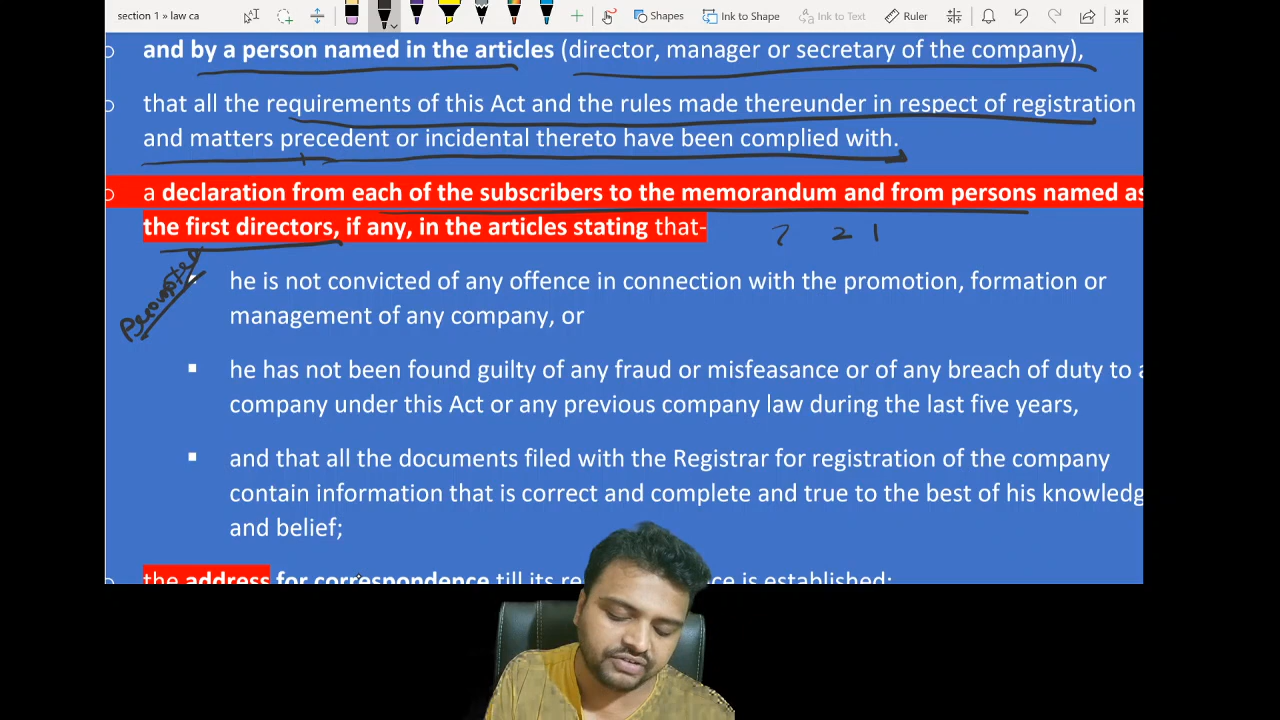 section 1 » law ca
Shapes Ink to Shape Ink to Text Ruler
and by a person named in the articles (director, manager or secretary of the company),
that all the requirements of this Act and the rules made thereunder in respect of registration
and matters precedent or incidental thereto have been complied with.
a declaration from each of the subscribers to the memorandum and from persons named as
the first directors, if any, in the articles stating that-
7 2 1
he is not convicted of any offence in connection with the promotion, formation or
management of any company, or
he has not been found guilty of any fraud or misfeasance or of any breach of duty to
company under this Act or any previous company law during the last five years,
and that all the documents filed with the Registrar for registration of the company
contain information that is correct and complete and true to the best of his knowledg
and belief;
the address for correspondence till its is established;